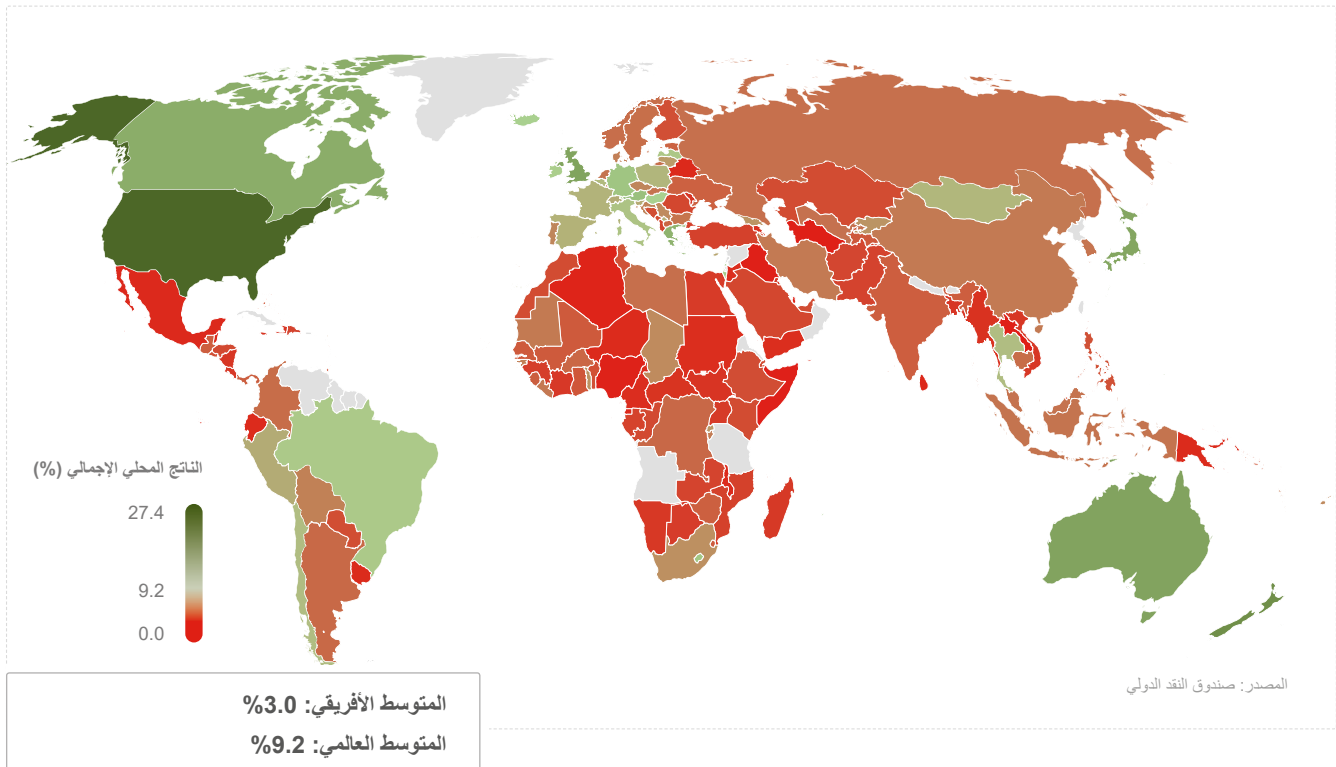 الناتج المحلي الإجمالي (%)
27.4
9.2
0.0
المصدر: صندوق النقد الدولي
المتوسط الأفريقي: 3.0%
المتوسط العالمي: 9.2%